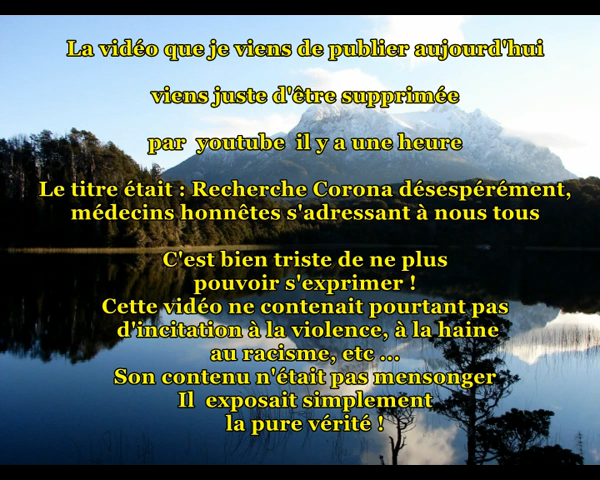 La vidéo que je viens de publier aujourd'hui
viens juste d'être supprimée
par youtube il y a une heure
Le titre était : Recherche Corona désespérément,
médecins honnêtes s'adressant à nous tous
C'est bien triste de ne plus
pouvoir s'exprimer !
Cette vidéo ne contenait pourtant pas
d'incitation à la violence, à la haine
au racisme, etc ...
Son contenu n'était pas mensonger
Il exposait simplement
la pure vérité !